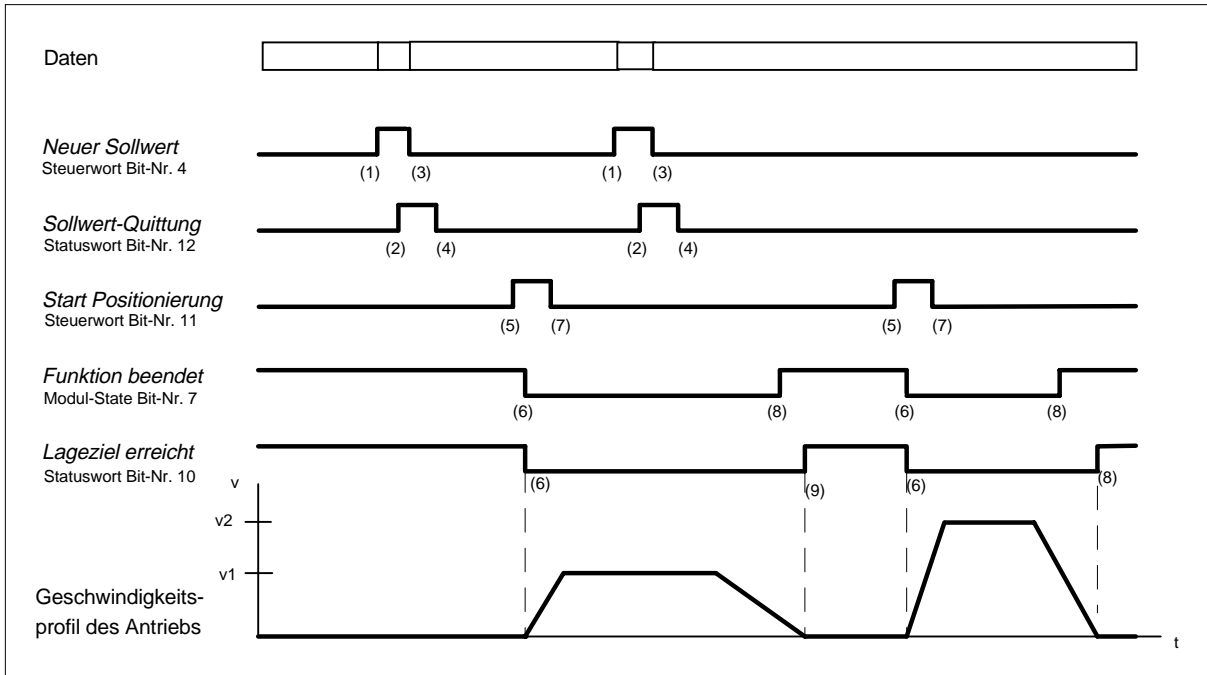 Daten
Neuer Sollwert
Steuerwort Bit-Nr. 4
(1) (3) (1) (3)
Sollwert-Quittung
Statuswort Bit-Nr. 12
(2) (4) (2) (4)
Start Positionierung
Steuerwort Bit-Nr. 11
(5) (7) (5) (7)
Funktion beendet
Modul-State Bit-Nr. 7
(6) (8) (6) (8)
Lageziel erreicht
Statuswort Bit-Nr. 10
(6) (9) (6) (8)
v
v2
v1
Geschwindigkeits-
profil des Antriebs
t